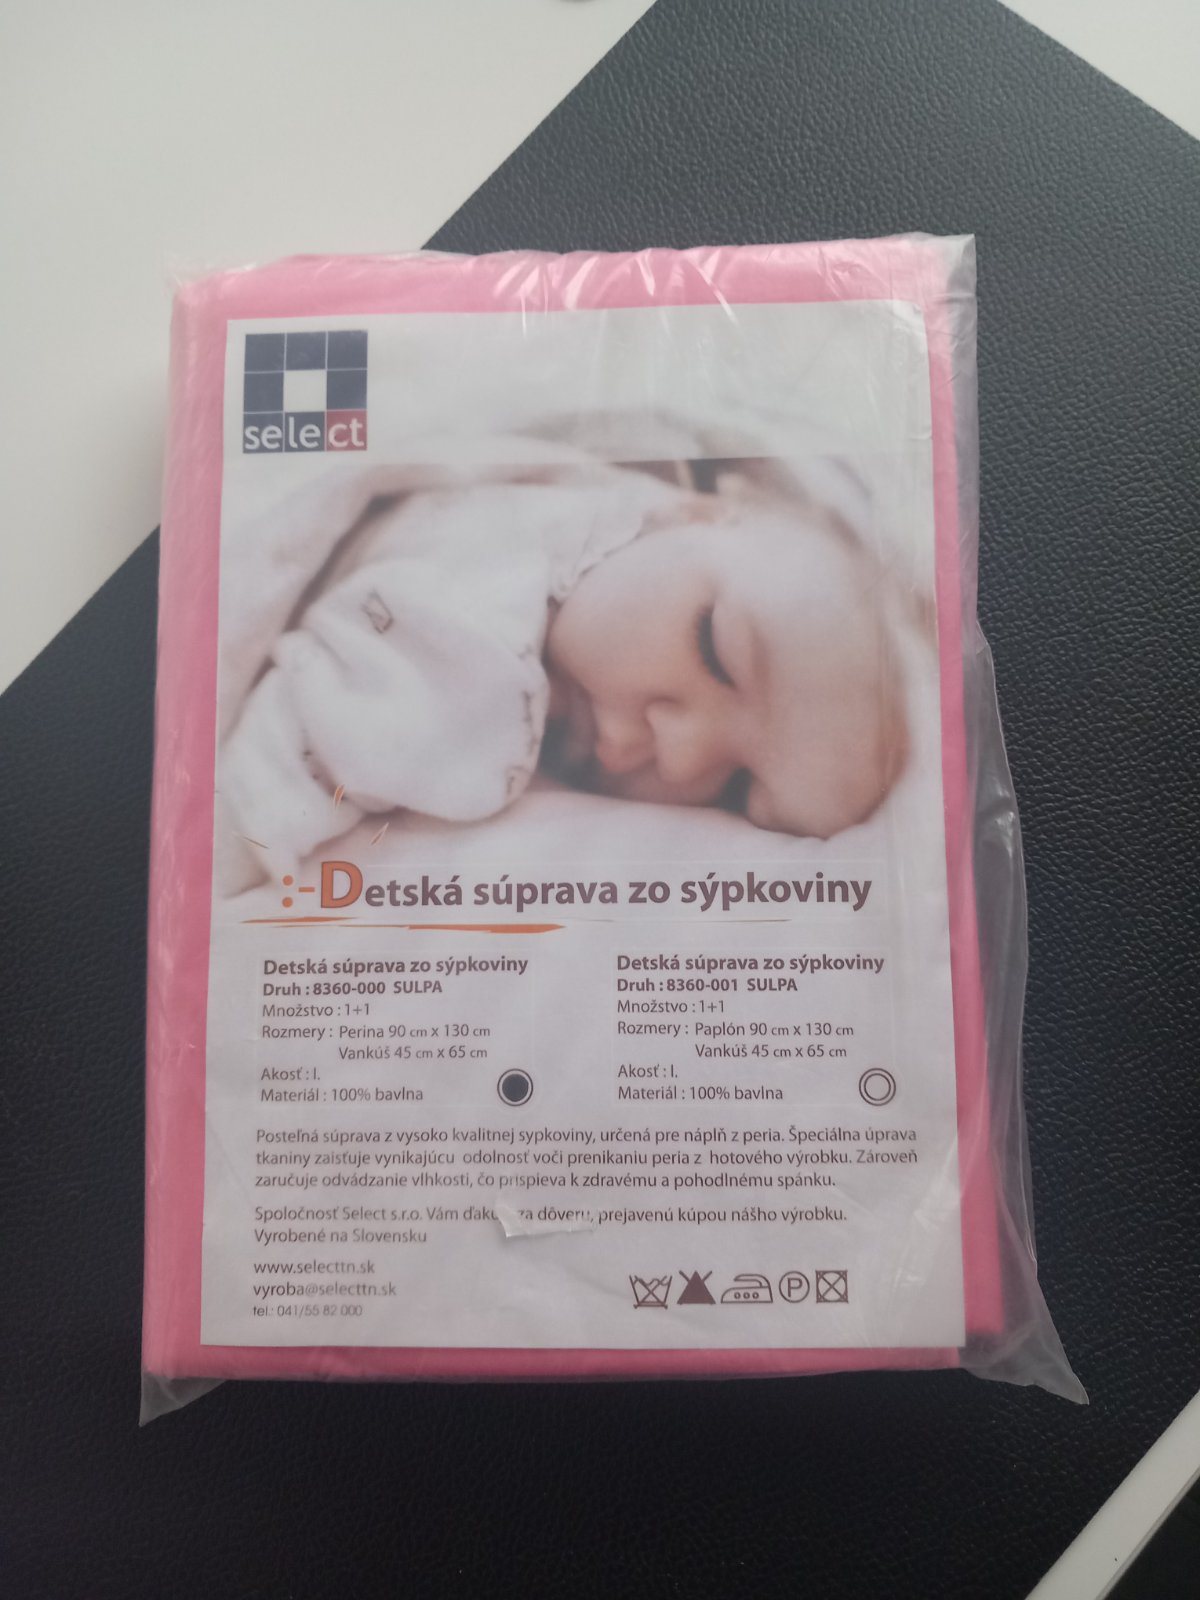 select
:-Detská súprava zo sýpkoviny
Detská súprava zo sýpkoviny
Druh : 8360-000 SULPA
Množstvo : 1+1
Rozmery : Perina 90 cm x 130 cm
Vankúš 45 cm x 65 cm
Akosť : I.
Materiál : 100% bavlna
Detská súprava zo sýpkoviny
Druh : 8360-001 SULPA
Množstvo : 1+1
Rozmery : Paplón 90 cm x 130 cm
Vankúš 45 cm x 65 cm
Akosť : I.
Materiál : 100% bavlna
Posteľná súprava z vysoko kvalitnej sypkoviny, určená pre náplň z peria. Špeciálna úprava
tkaniny zaisťuje vynikajúcu odolnosť voči prenikaniu peria z hotového výrobku. Zároveň
zaručuje odvádzanie vlhkosti, čo prispieva k zdravému a pohodlnému spánku.
Spoločnosť Select s.r.o. Vám ďaku za dôveru, prejavenú kúpou nášho výrobku.
Vyrobené na Slovensku
www.selecttn.sk
vyroba@selecttn.sk
tel.: 041/55 82 000
P